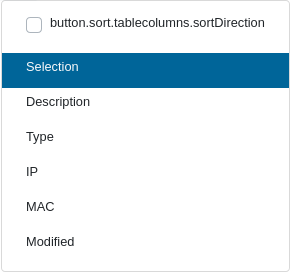 button.sort.tablecolumns.sortDirection
Selection
Description
Type
IP
MAC
Modified